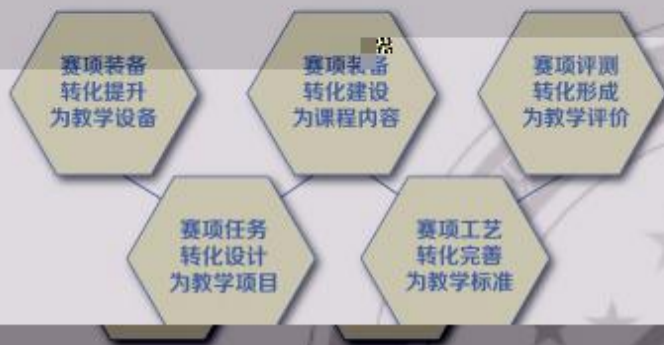 赛项装备
转化提升
为教学设备
赛项装备
转化建设
为课程内容
赛项评测
转化形成
为教学评价
赛项任务
转化设计
为教学项目
赛项工艺
转化完善
为教学标准